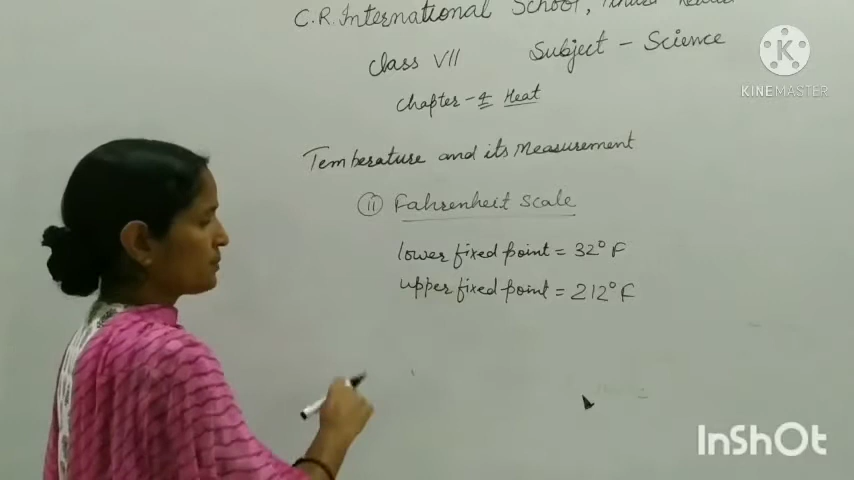 C.R. International School,
Class VII Subject - Science
Chapter - 4 Heat
Temperature and its Measurement
(ii) Fahrenheit Scale
lower fixed point = 32° F
upper fixed point = 212° F
K
KINEMASTER
InShOt